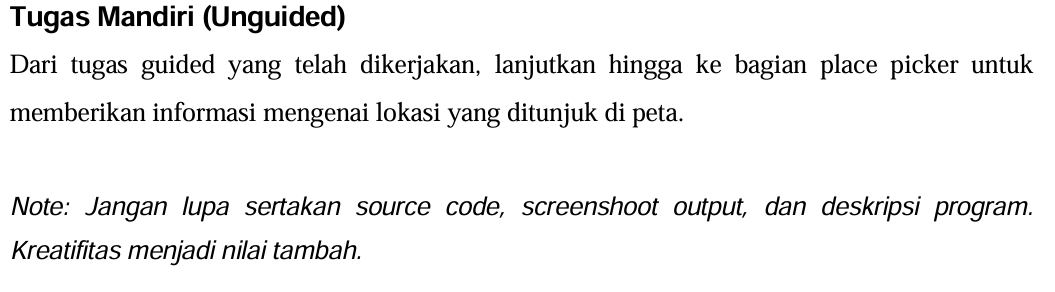 Tugas Mandiri (Unguided)
Dari tugas guided yang telah dikerjakan, lanjutkan hingga ke bagian place picker untuk
memberikan informasi mengenai lokasi yang ditunjuk di peta.
Note: Jangan lupa sertakan source code, screenshoot output, dan deskripsi program.
Kreatifitas menjadi nilai tambah.